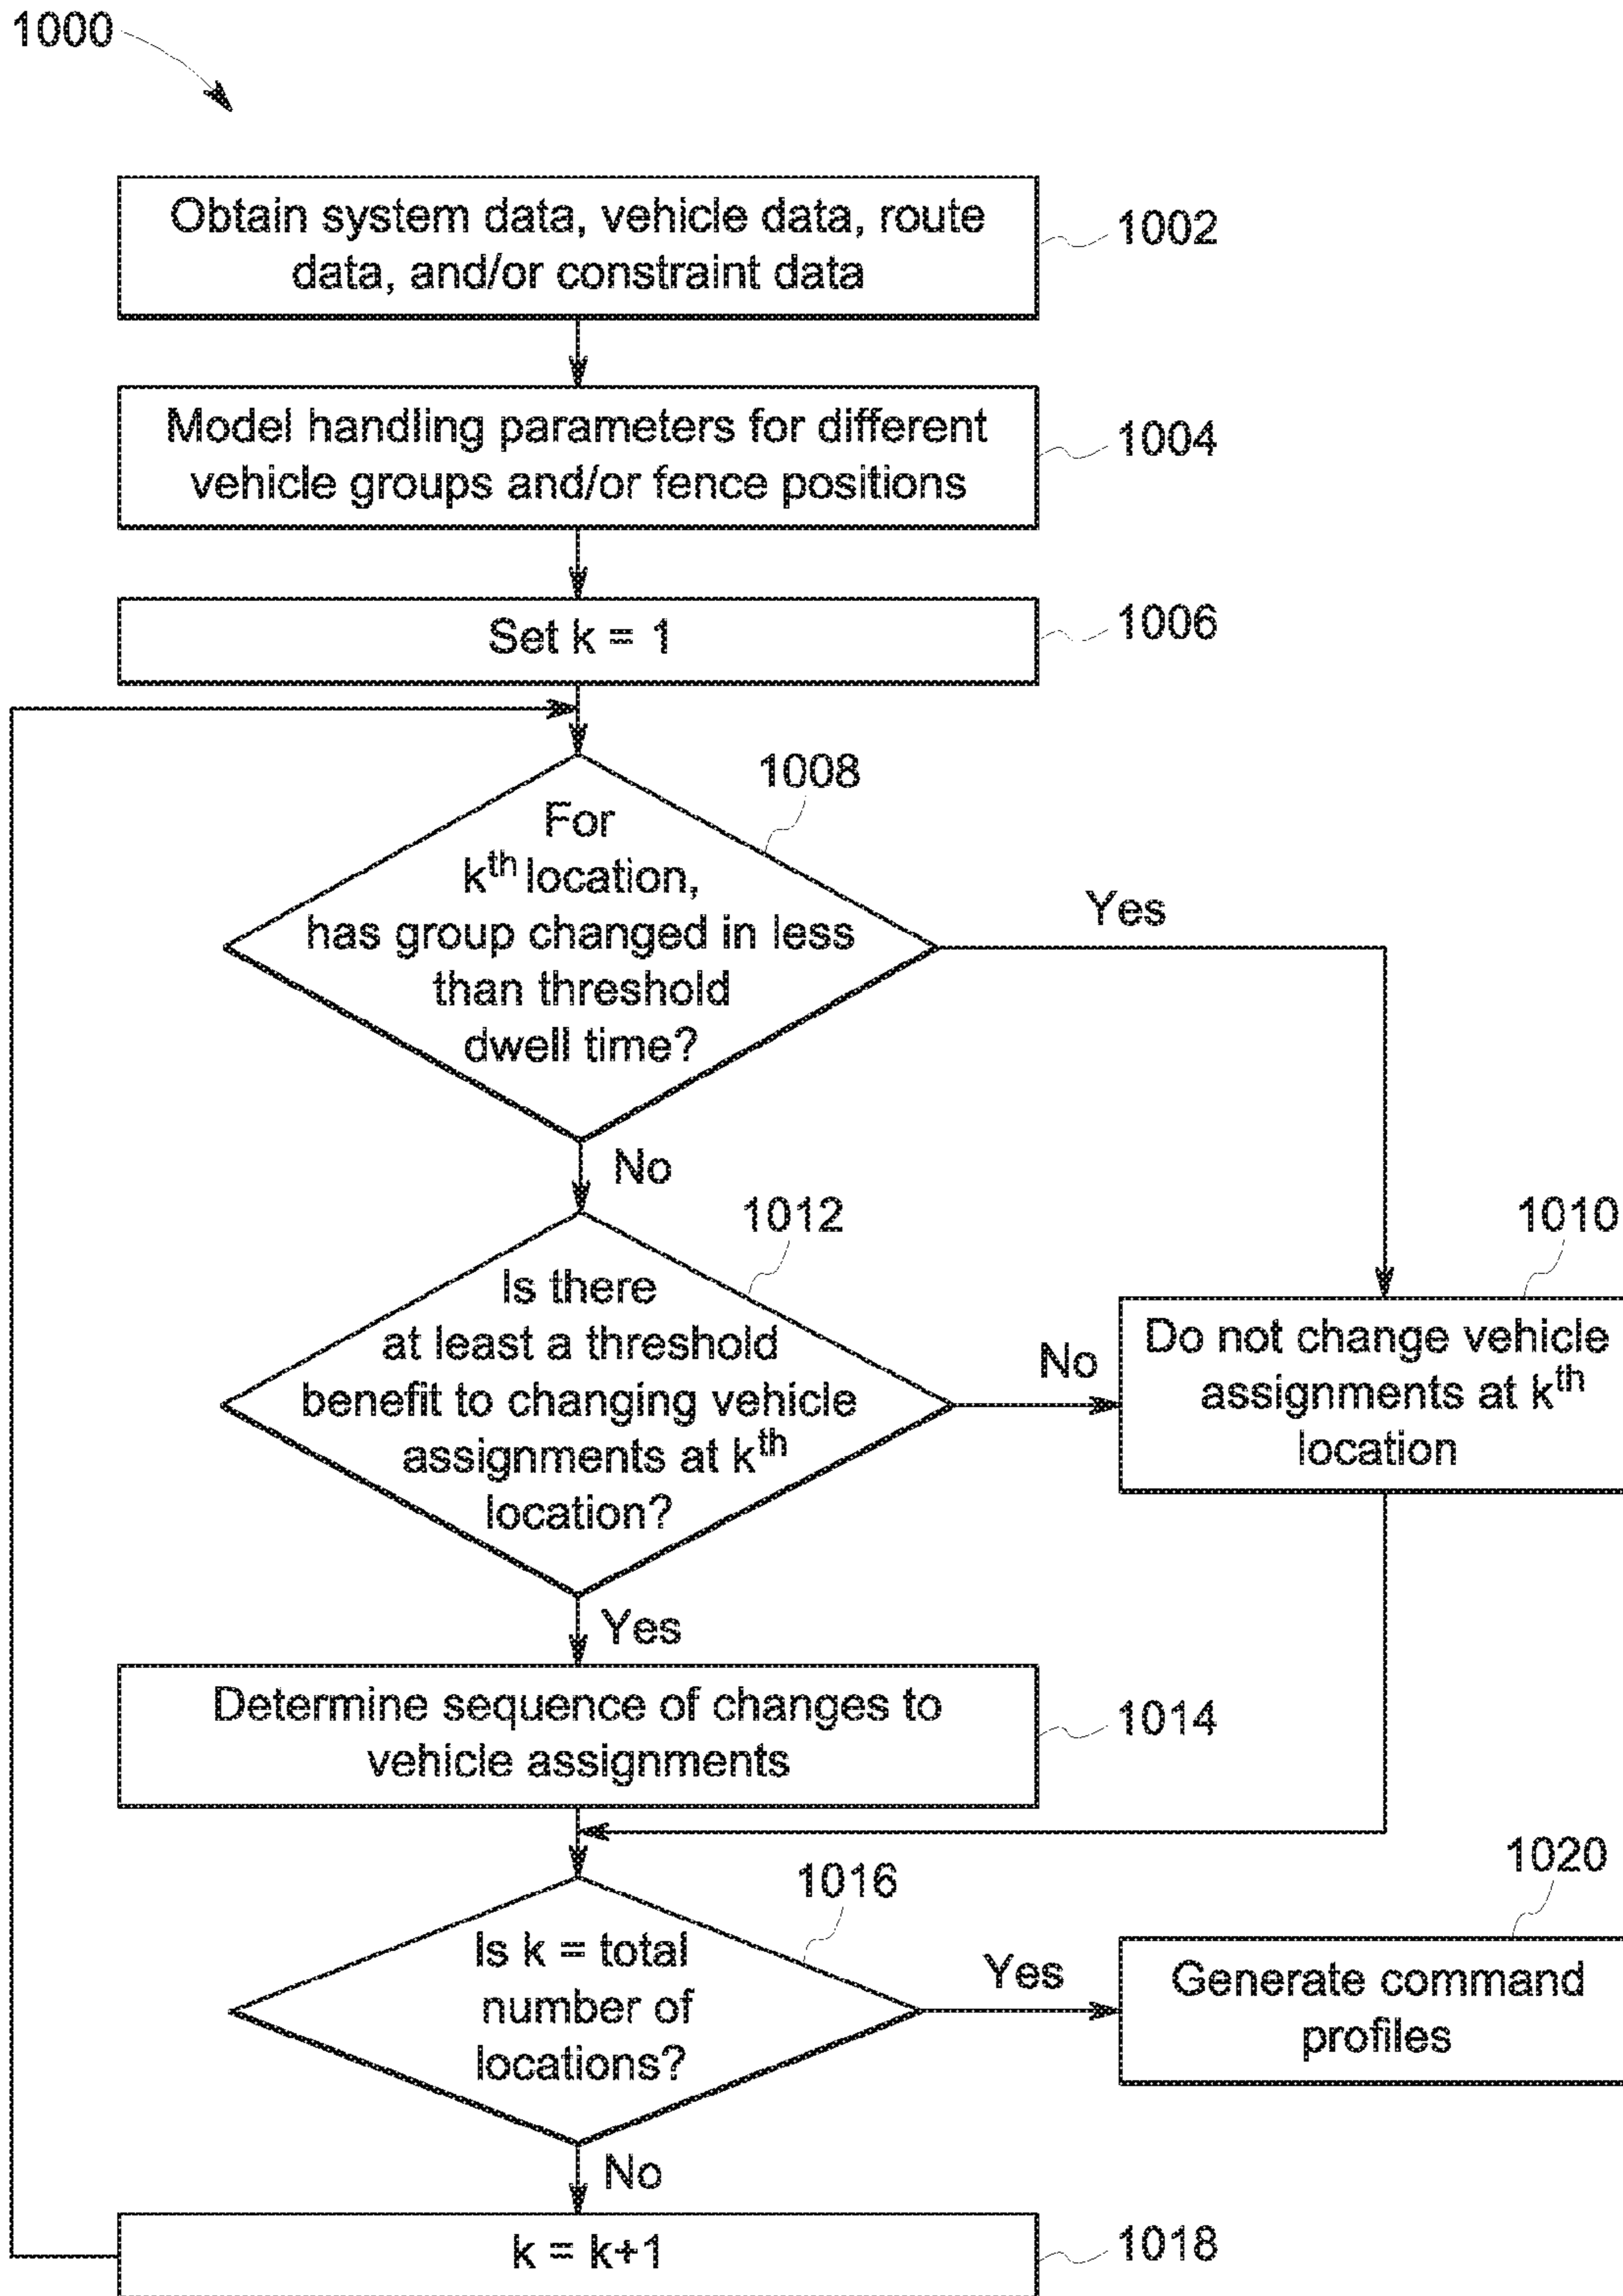 1000
Obtain system data, vehicle data, route
data, and/or constraint data
1002
Model handling parameters for different
vehicle groups and/or fence positions
1004
Set k = 1
1006
1008
For
kth location,
has group changed in less
than threshold
dwell time?
Yes
No
1012
1010
Is there
at least a threshold
benefit to changing vehicle
assignments at kth
location?
No
Do not change vehicle
assignments at kth
location
Yes
Determine sequence of changes to
vehicle assignments
1014
1016
1020
Is k = total
number of
locations?
Yes
Generate command
profiles
No
k = k+1
1018